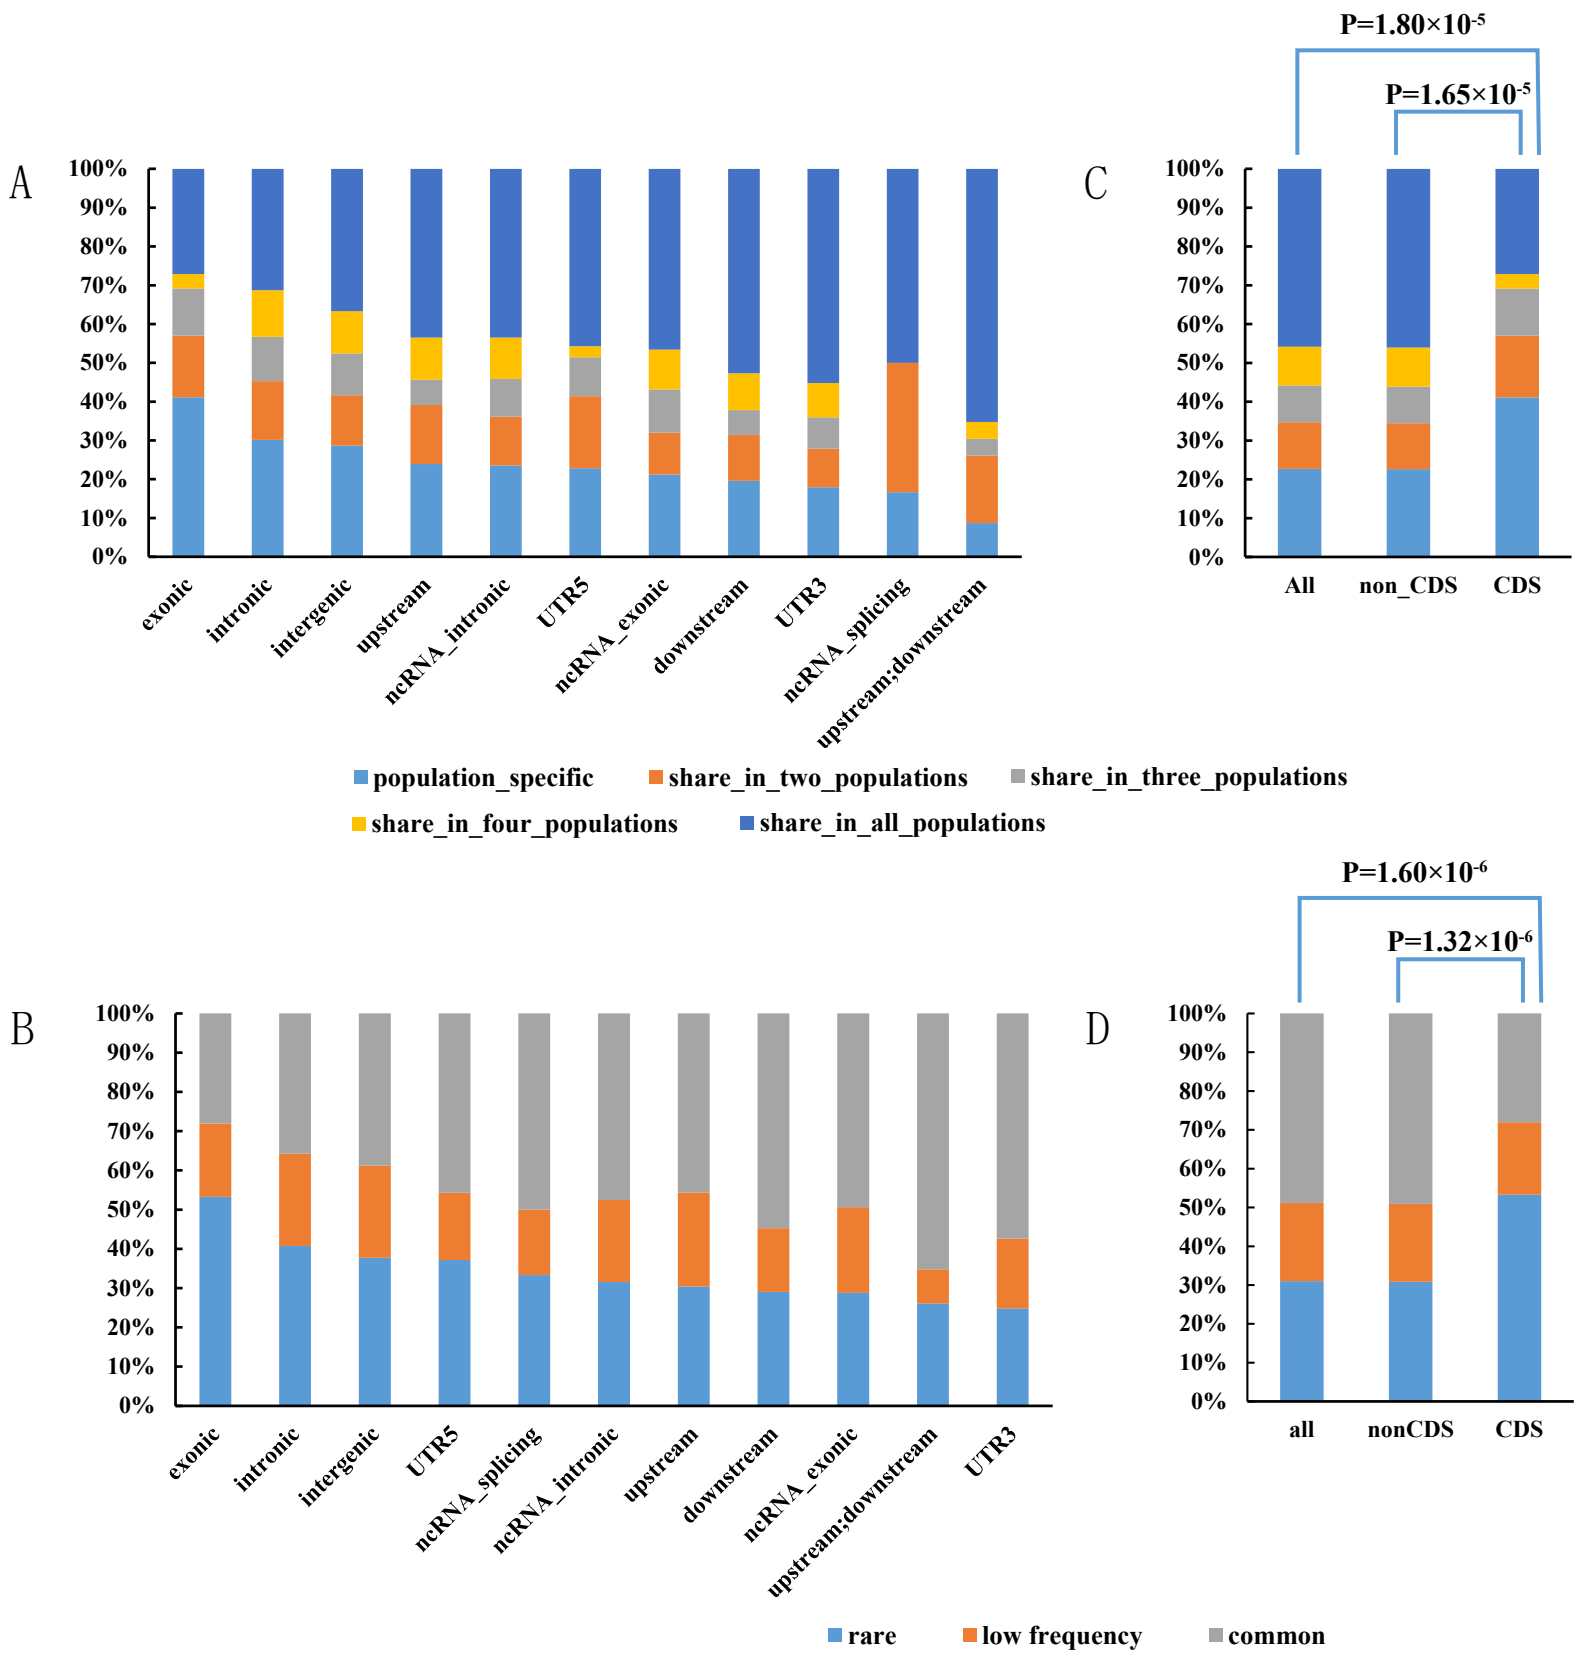 A
100%
90%
80%
70%
60%
50%
40%
30%
20%
10%
0%
exonic
intronic
intergenic
upstream
ncRNA_intronic
UTR5
ncRNA_exonic
downstream
UTR3
ncRNA_splicing
upstream;downstream
P=1.80×10-5
P=1.65×10-5
C
100%
90%
80%
70%
60%
50%
40%
30%
20%
10%
0%
All non_CDS CDS
population_specific share_in_two_populations share_in_three_populations
share_in_four_populations share_in_all_populations
B
100%
90%
80%
70%
60%
50%
40%
30%
20%
10%
0%
exonic
intronic
intergenic
UTR5
ncRNA_splicing
ncRNA_intronic
upstream
downstream
ncRNA_exonic
upstream;downstream
UTR3
P=1.60×10-6
P=1.32×10-6
D
100%
90%
80%
70%
60%
50%
40%
30%
20%
10%
0%
all nonCDS CDS
rare low frequency common